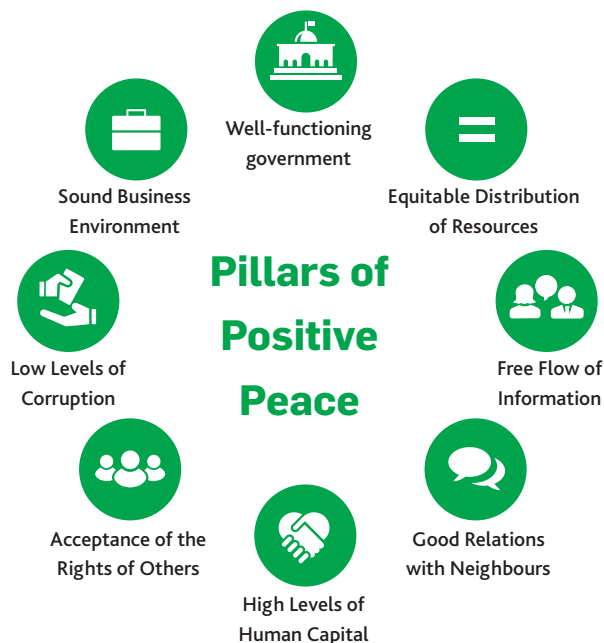 Well-functioning
government
Equitable Distribution
of Resources
Free Flow of
Information
Good Relations
with Neighbours
High Levels of
Human Capital
Acceptance of the
Rights of Others
Low Levels of
Corruption
Sound Business
Environment
Pillars of
Positive
Peace